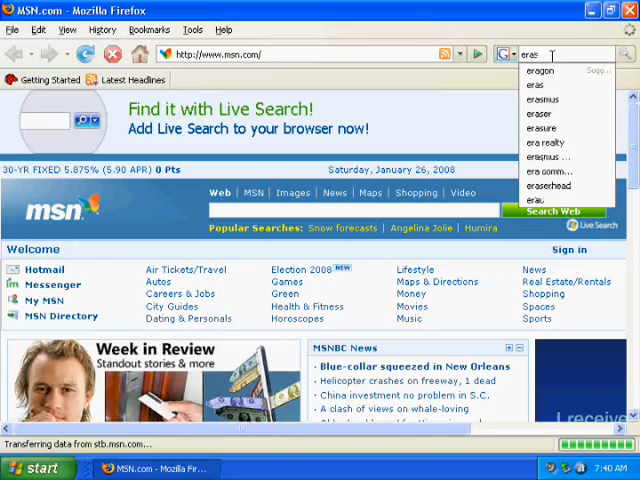 MSN.com - Mozilla Firefox
File Edit View History Bookmarks Tools Help
http://www.msn.com/
G
eras
Getting Started Latest Headlines
eragon Sugg...
eras
erasmus
eraser
erasure
era realty
erasmus ...
era comm...
eraserhead
erau
Find it with Live Search!
Add Live Search to your browser now!
30-YR FIXED 5.875% (5.90 APR) 0 Pts Saturday, January 26, 2008
Web | MSN | Images | News | Maps | Shopping | Video
msn
Search Web
Popular Searches: Snow forecasts | Angelina Jolie | Humira
Live Search
Welcome Sign in
Hotmail Air Tickets/Travel Election 2008 NEW Lifestyle News
Messenger Autos Games Maps & Directions Real Estate/Rentals
My MSN Careers & Jobs Green Money Shopping
MSN Directory City Guides Health & Fitness Movies Spaces
Dating & Personals Horoscopes Music Sports
Week in Review
Standout stories & more
MSNBC News
· Blue-collar squeezed in New Orleans
· Helicopter crashes on freeway, 1 dead
· China investment no problem in S.C.
· A clash of views on whale-loving
I receive
Transferring data from stb.msn.com...
start MSN.com - Mozilla Fir... 7:40 AM